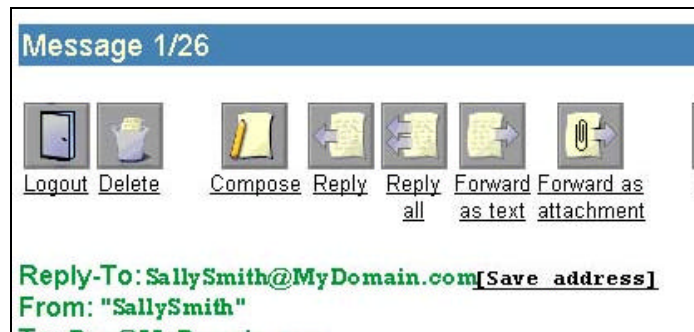 Message 1/26
Logout Delete Compose Reply Reply Forward Forward as
all as text attachment
Reply-To: SallySmith@MyDomain.com[Save address]
From: "SallySmith"